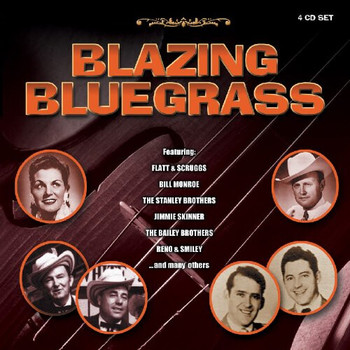 4 CD SET
BLAZING
BLUEGRASS
Featuring:
FLATT & SCRUGGS
BILL MONROE
THE STANLEY BROTHERS
JIMMIE SKINNER
THE BAILEY BROTHERS
RENO & SMILEY
...and many others